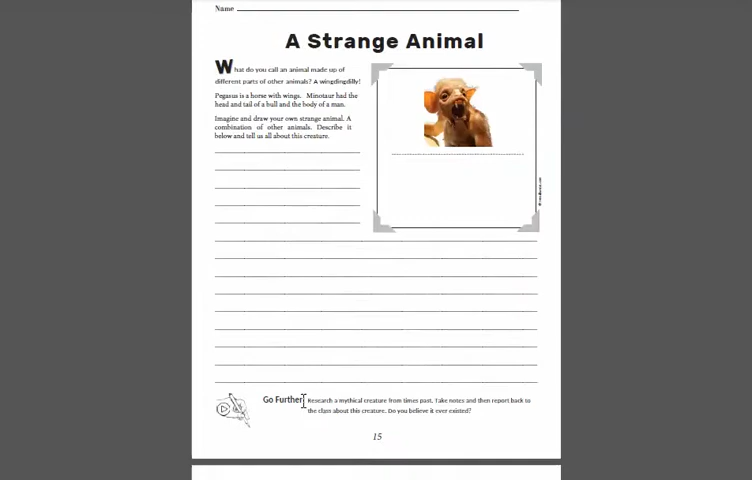 Name
A Strange Animal
What do you call an animal made up of
different parts of other animals? A wingdingdilly!
Pegasus is a horse with wings. Minotaur had the
head and tail of a bull and the body of a man.
Imagine and draw your own strange animal. A
combination of other animals. Describe it
below and tell us all about this creature.
Go Further: Research a mythical creature from times past. Take notes and then report back to
the class about this creature. Do you believe it ever existed?
15